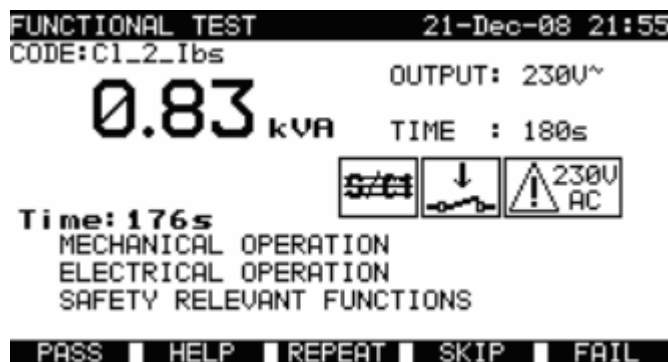 FUNCTIONAL TEST 21-Dec-08 21:55
CODE:Cl_2_Ibs
OUTPUT: 230V~
0.83 kVA
TIME : 180s
S/C1
230V
AC
Time:176s
MECHANICAL OPERATION
ELECTRICAL OPERATION
SAFETY RELEVANT FUNCTIONS
PASS HELP REPEAT SKIP FAIL